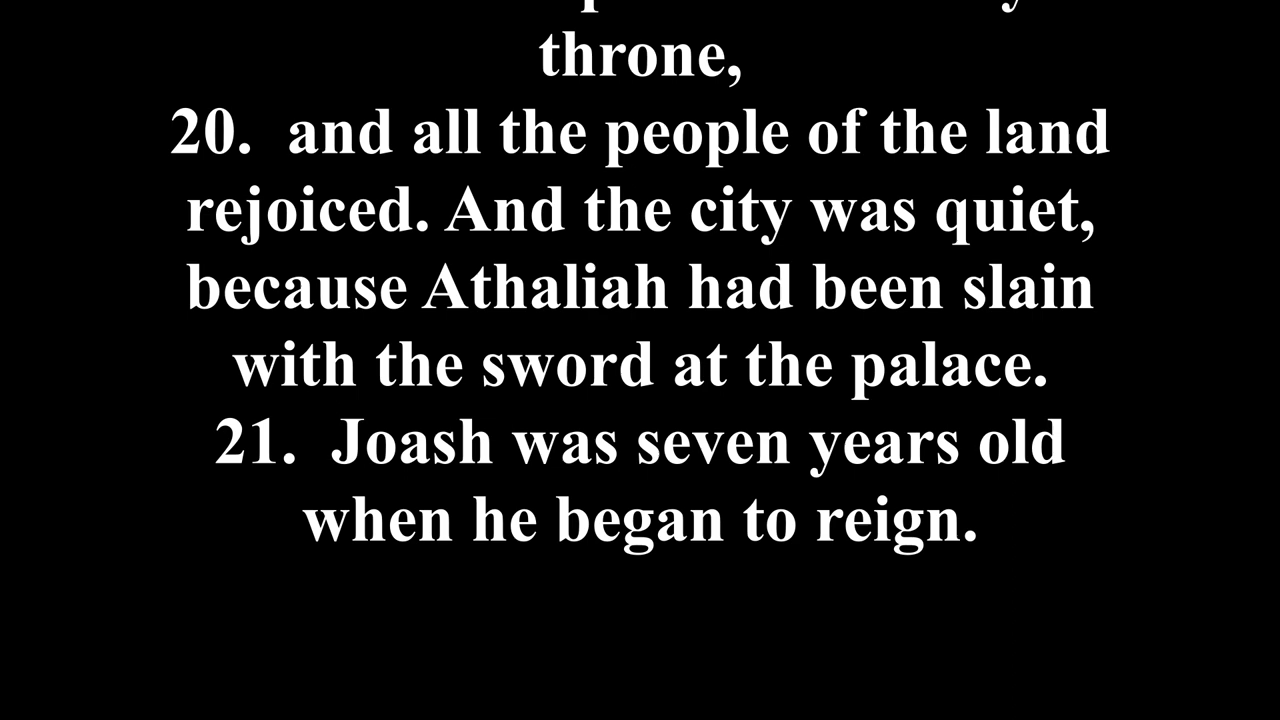 throne,
20. and all the people of the land
rejoiced. And the city was quiet,
because Athaliah had been slain
with the sword at the palace.
21. Joash was seven years old
when he began to reign.